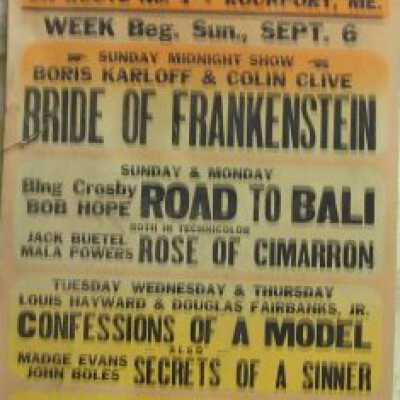 ROCKPORT, ME.
WEEK Beg. Sun., SEPT. 6
SUNDAY MIDNIGHT SHOW
BORIS KARLOFF & COLIN CLIVE
BRIDE OF FRANKENSTEIN
SUNDAY & MONDAY
Bing Crosby
BOB HOPE
ROAD TO BALI
BOTH IN TECHNICOLOR
JACK BUETEL
MALA POWERS
ROSE OF CIMARRON
TUESDAY WEDNESDAY & THURSDAY
LOUIS HAYWARD & DOUGLAS FAIRBANKS, JR.
CONFESSIONS OF A MODEL
ALSO
MADGE EVANS
JOHN BOLES
SECRETS OF A SINNER